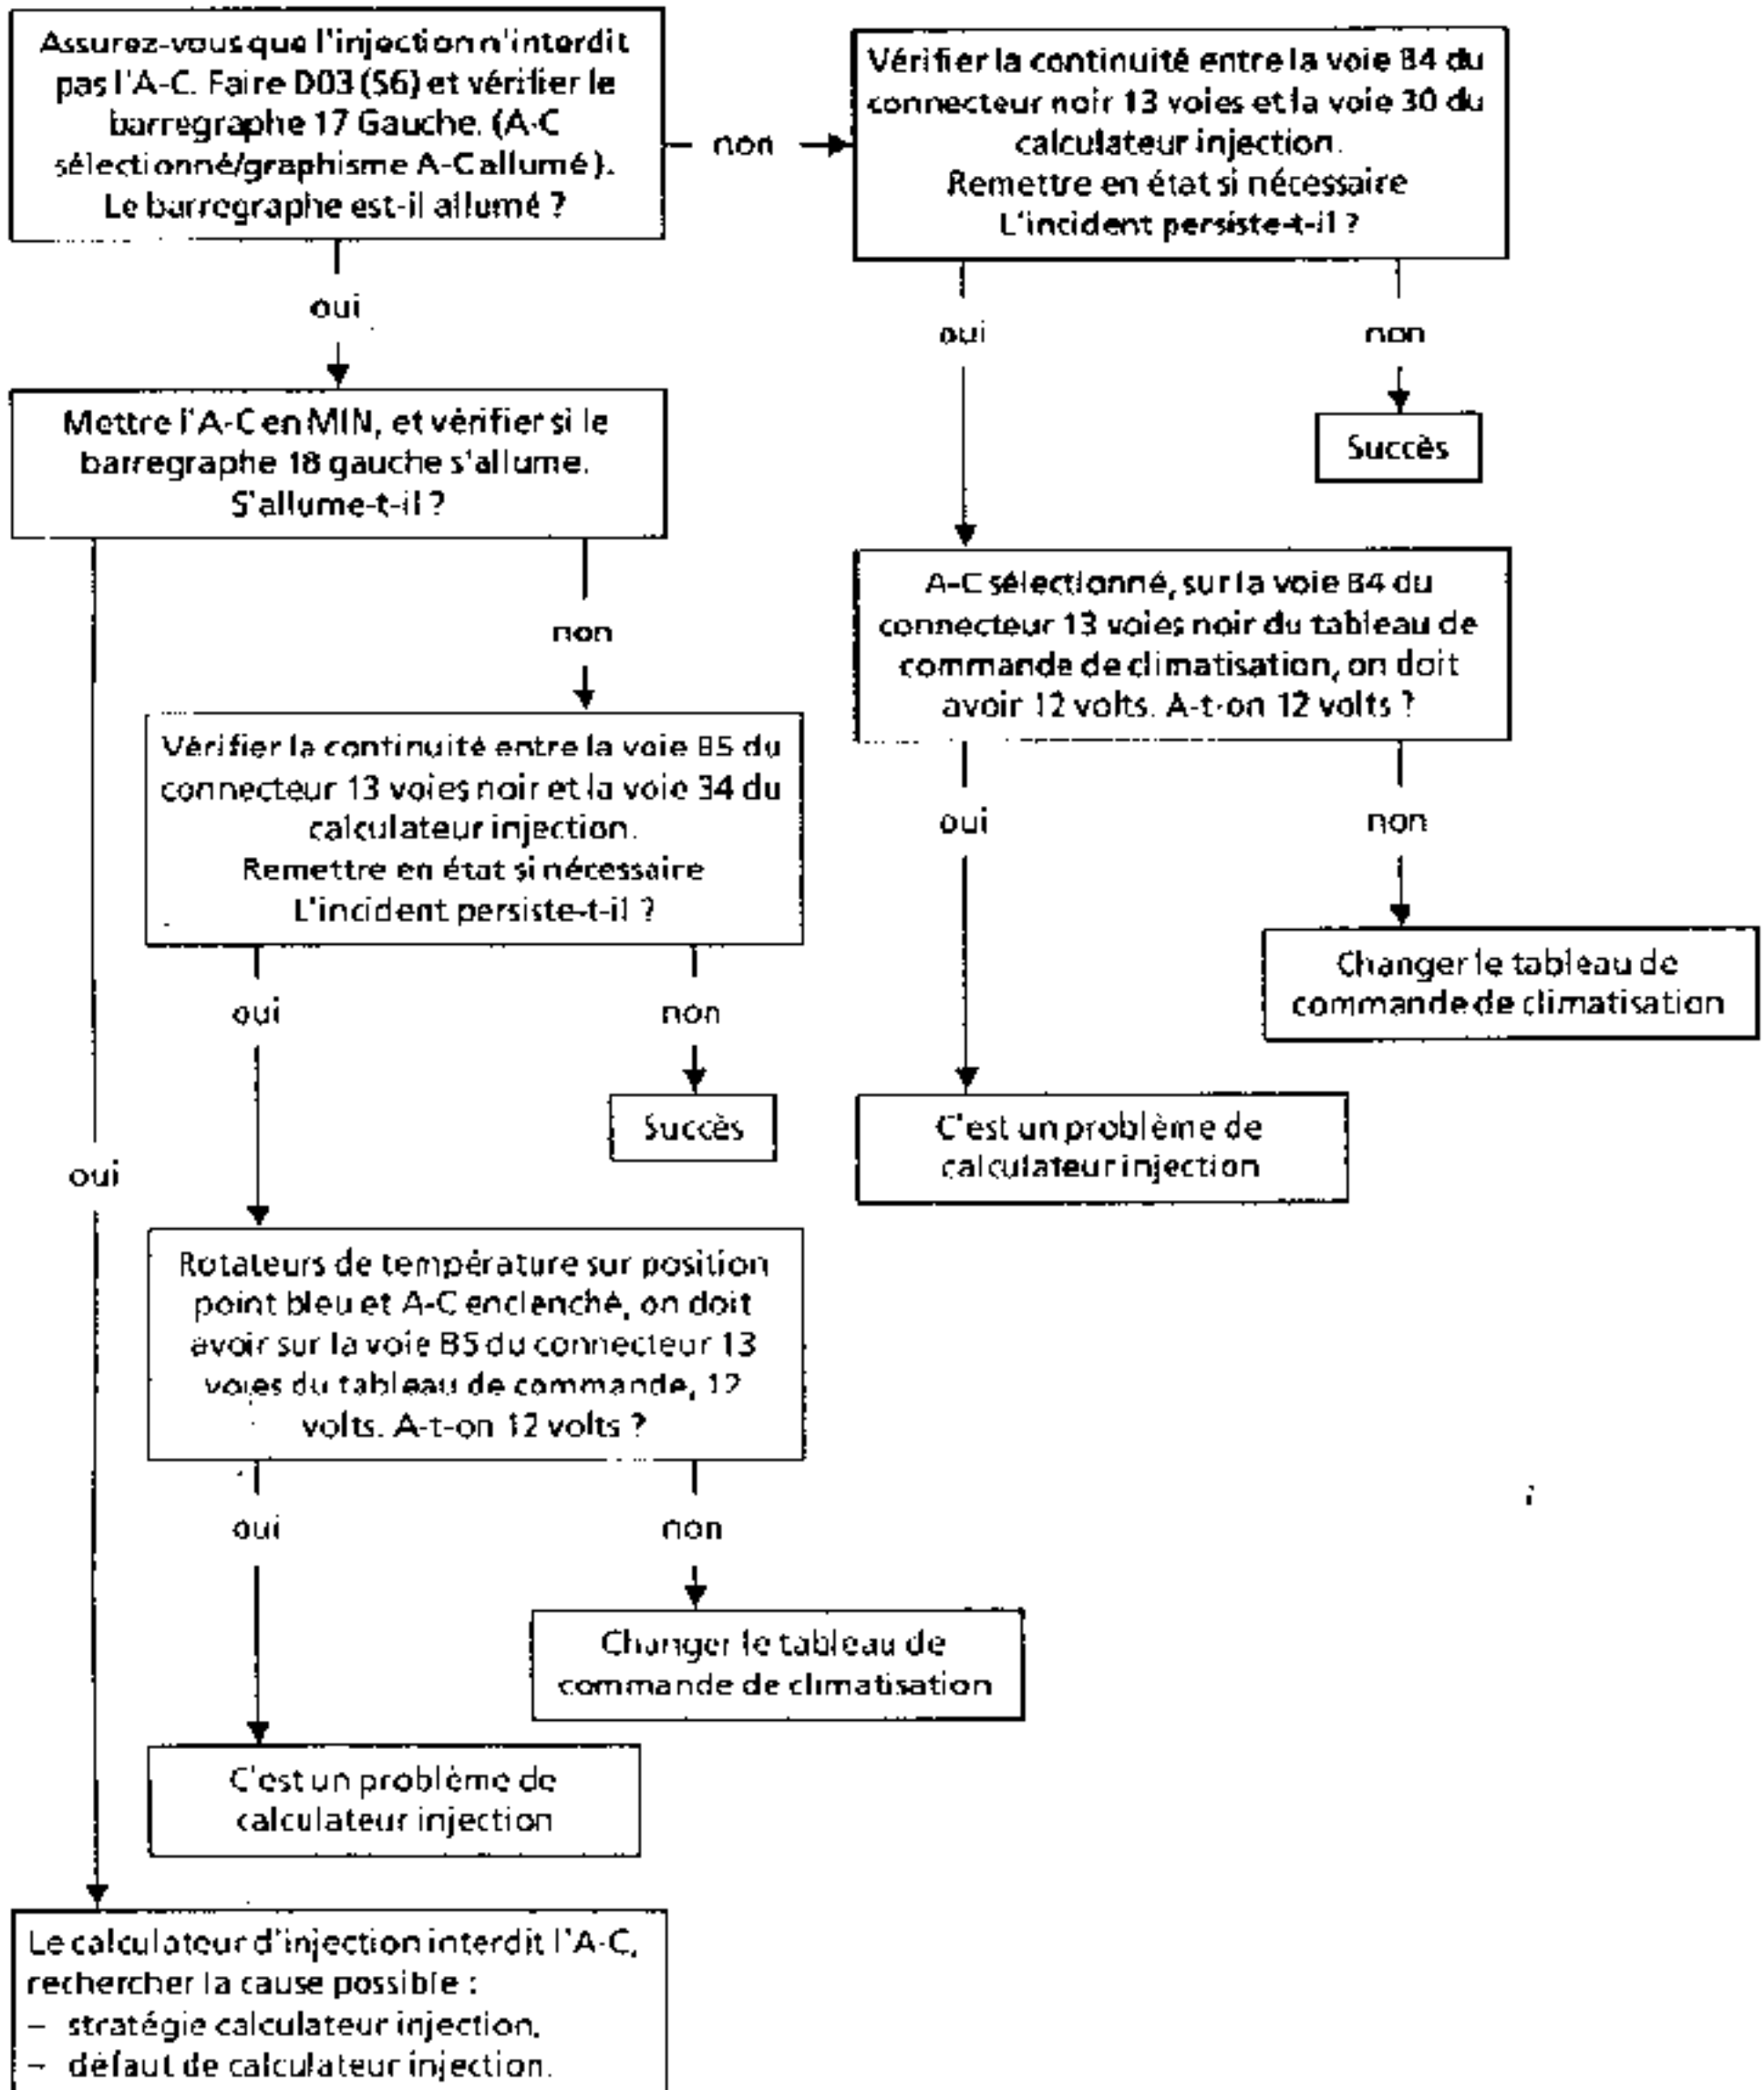 Assurez-vous que l'injection n'interdit
pas l'A-C. Faire D03 (S6) et vérifier le
barregraphe 17 Gauche. (A-C
sélectionné/graphisme A-C allumé).
Le barregraphe est-il allumé ?
non
Vérifier la continuité entre la voie B4 du
connecteur noir 13 voies et la voie 30 du
calculateur injection.
Remettre en état si nécessaire
L'incident persiste-t-il ?
oui
oui
non
Mettre l'A-C en MIN, et vérifier si le
barregraphe 18 gauche s'allume.
S'allume-t-il ?
Succès
A-C sélectionné, sur la voie B4 du
connecteur 13 voies noir du tableau de
commande de climatisation, on doit
avoir 12 volts. A-t-on 12 volts ?
non
Vérifier la continuité entre la voie B5 du
connecteur 13 voies noir et la voie 34 du
calculateur injection.
Remettre en état si nécessaire
L'incident persiste-t-il ?
oui
non
Changer le tableau de
commande de climatisation
oui
non
Succès
C'est un problème de
calculateur injection
oui
Rotateurs de température sur position
point bleu et A-C enclenché, on doit
avoir sur la voie B5 du connecteur 13
voies du tableau de commande, 12
volts. A-t-on 12 volts ?
oui
non
Changer le tableau de
commande de climatisation
C'est un problème de
calculateur injection
Le calculateur d'injection interdit l'A-C,
rechercher la cause possible :
– stratégie calculateur injection,
– défaut de calculateur injection.